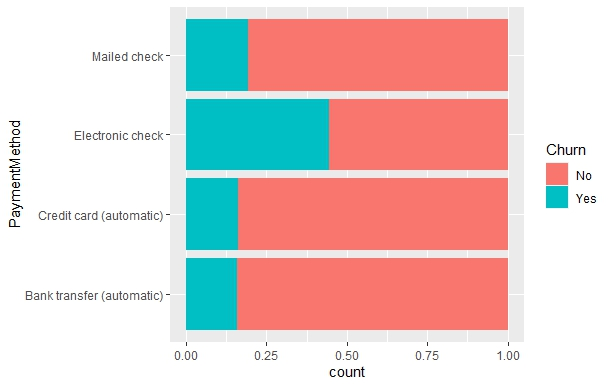 Mailed check
Electronic check
Credit card (automatic)
Bank transfer (automatic)
PaymentMethod
0.00 0.25 0.50 0.75 1.00
count
Churn
No
Yes